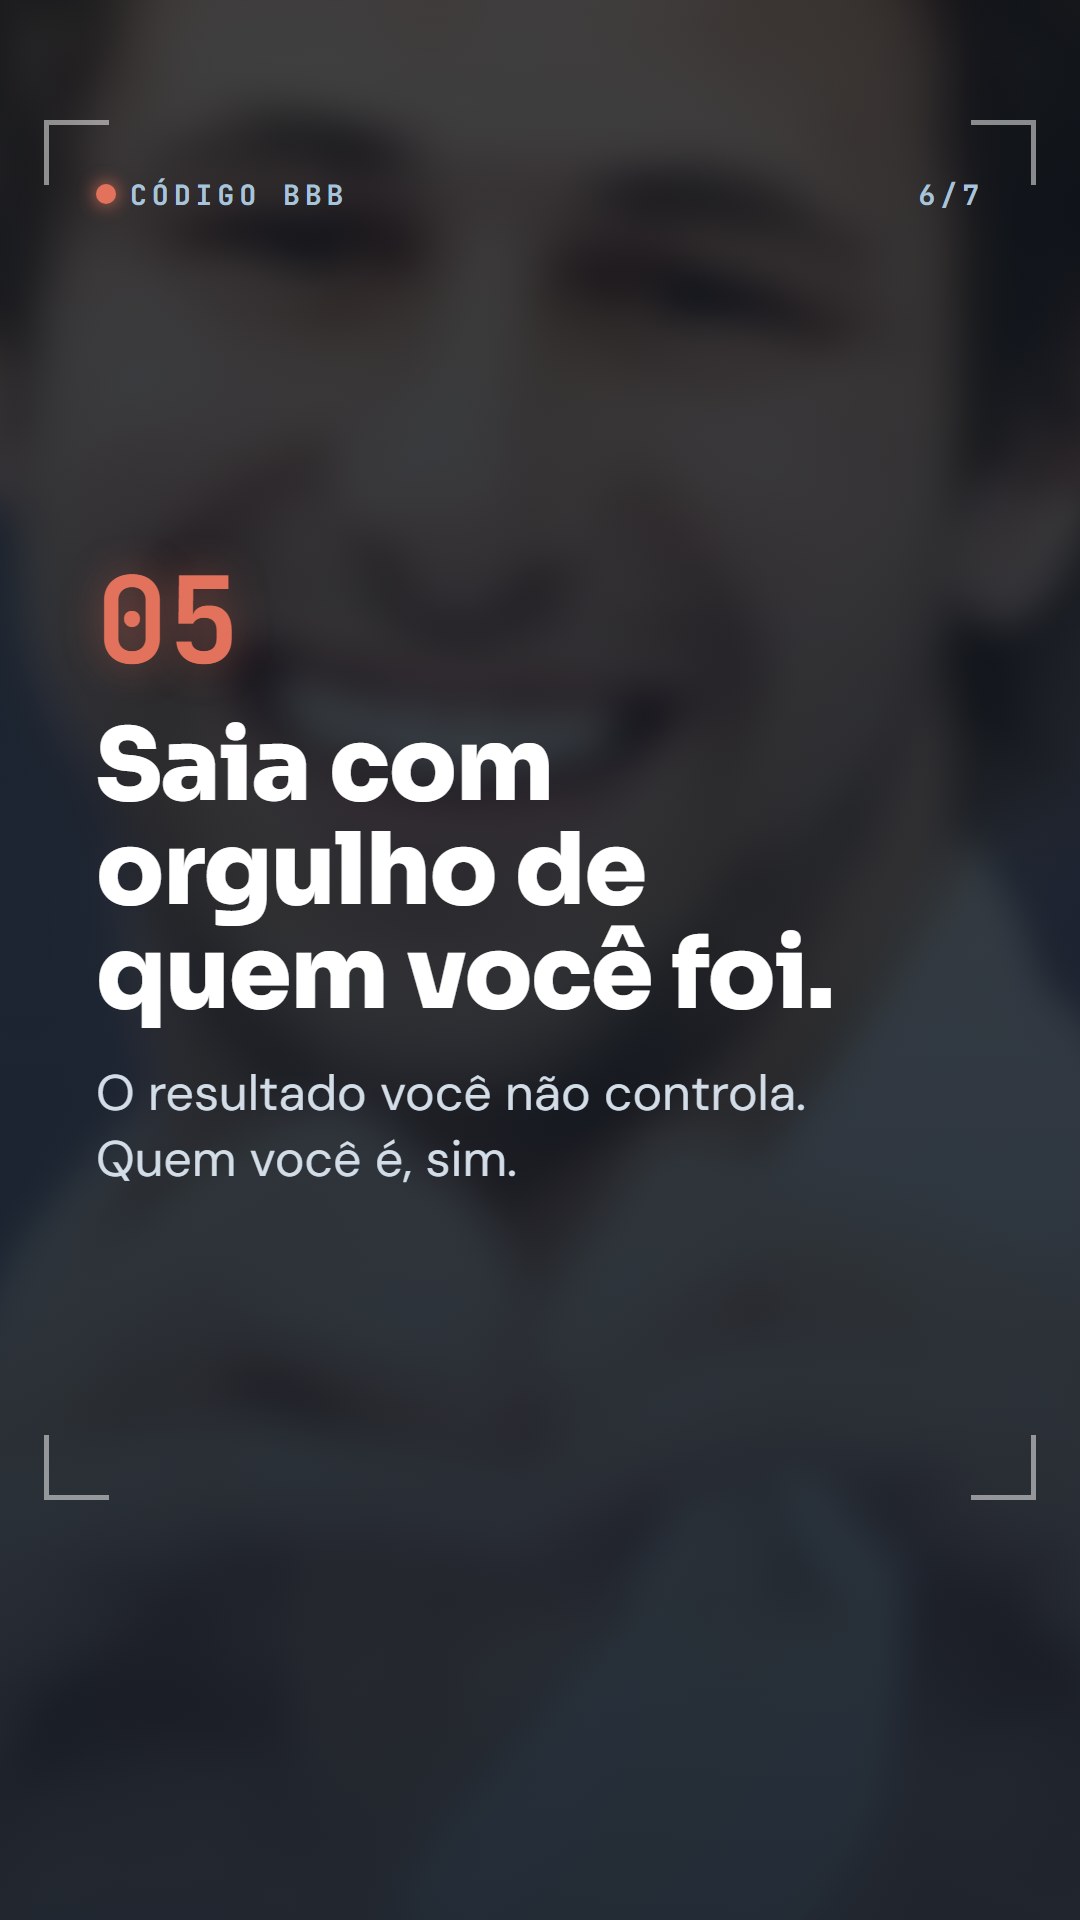 CÓDIGO BBB
6/7
05
Saia com
orgulho de
quem você foi.
O resultado você não controla.
Quem você é, sim.